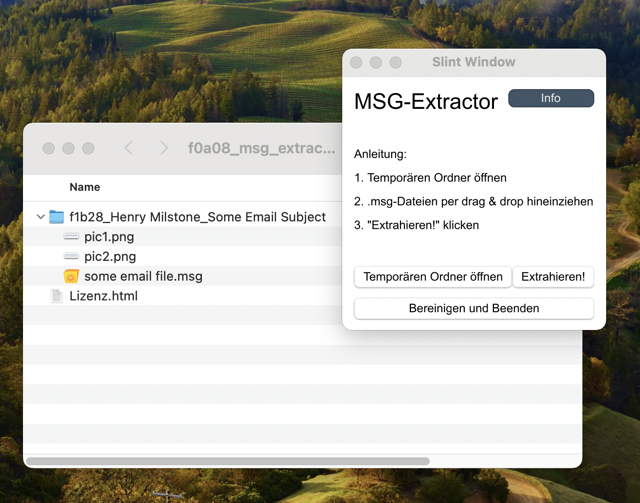 Slint Window
MSG-Extractor
Info
Anleitung:
1. Temporären Ordner öffnen
2. .msg-Dateien per drag & drop hineinziehen
3. "Extrahieren!" klicken
Temporären Ordner öffnen
Extrahieren!
Bereinigen und Beenden
f0a08_msg_extrac...
Name
f1b28_Henry Milstone_Some Email Subject
pic1.png
pic2.png
some email file.msg
Lizenz.html